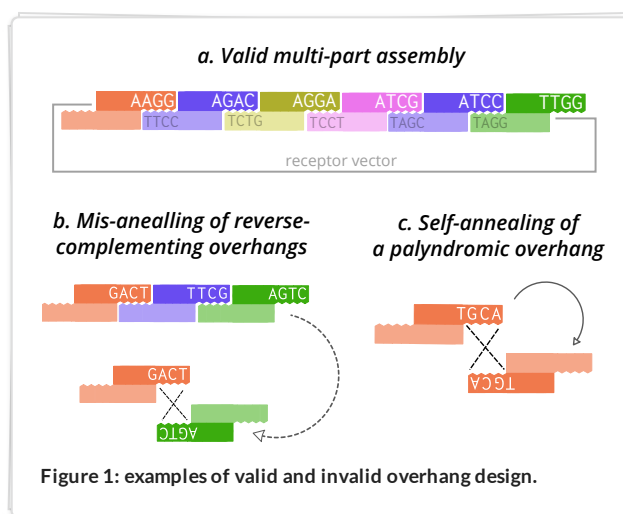 a. Valid multi-part assembly
AAGG AGAC AGGA ATCG ATCC TTGG
TTCC TCTG TCCT TAGC TAGG
receptor vector
b. Mis-anealling of reverse-
complementing overhangs
c. Self-annealing of
a palyndromic overhang
GACT TTCG AGTC
GACT
AGTC
TGCA
TGCA
Figure 1: examples of valid and invalid overhang design.